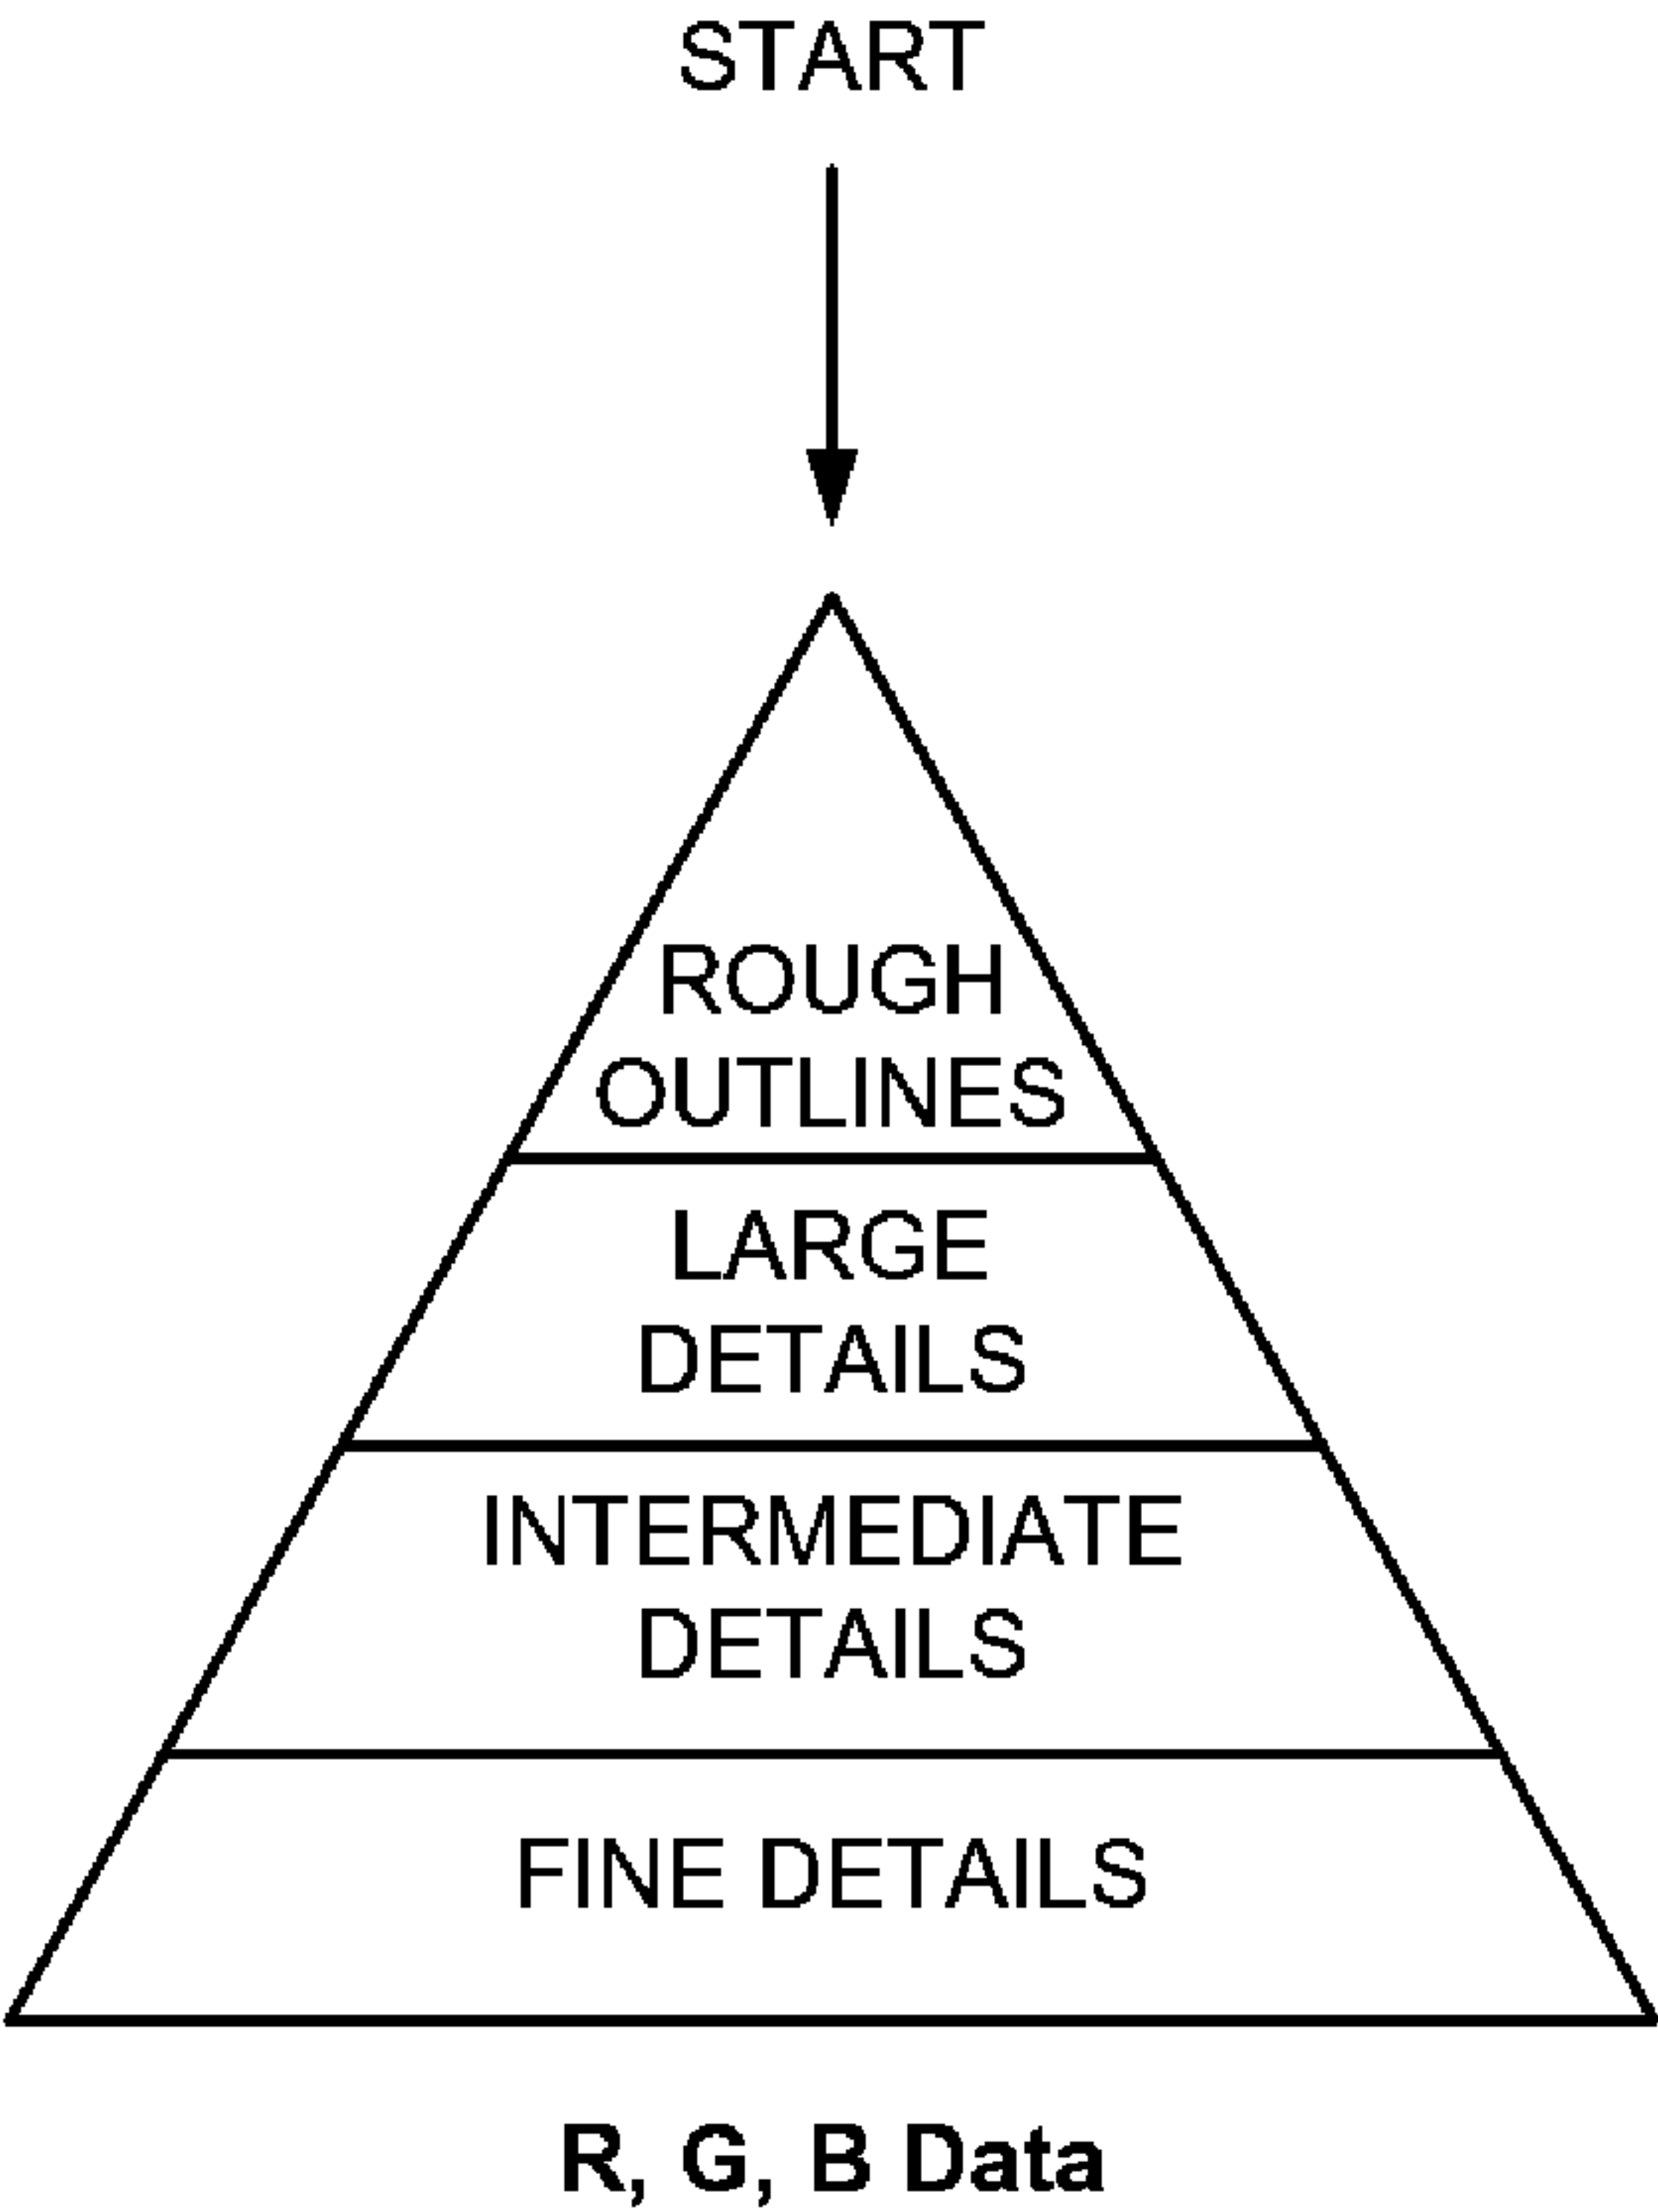 START
ROUGH
OUTLINES
LARGE
DETAILS
INTERMEDIATE
DETAILS
FINE DETAILS
R, G, B Data